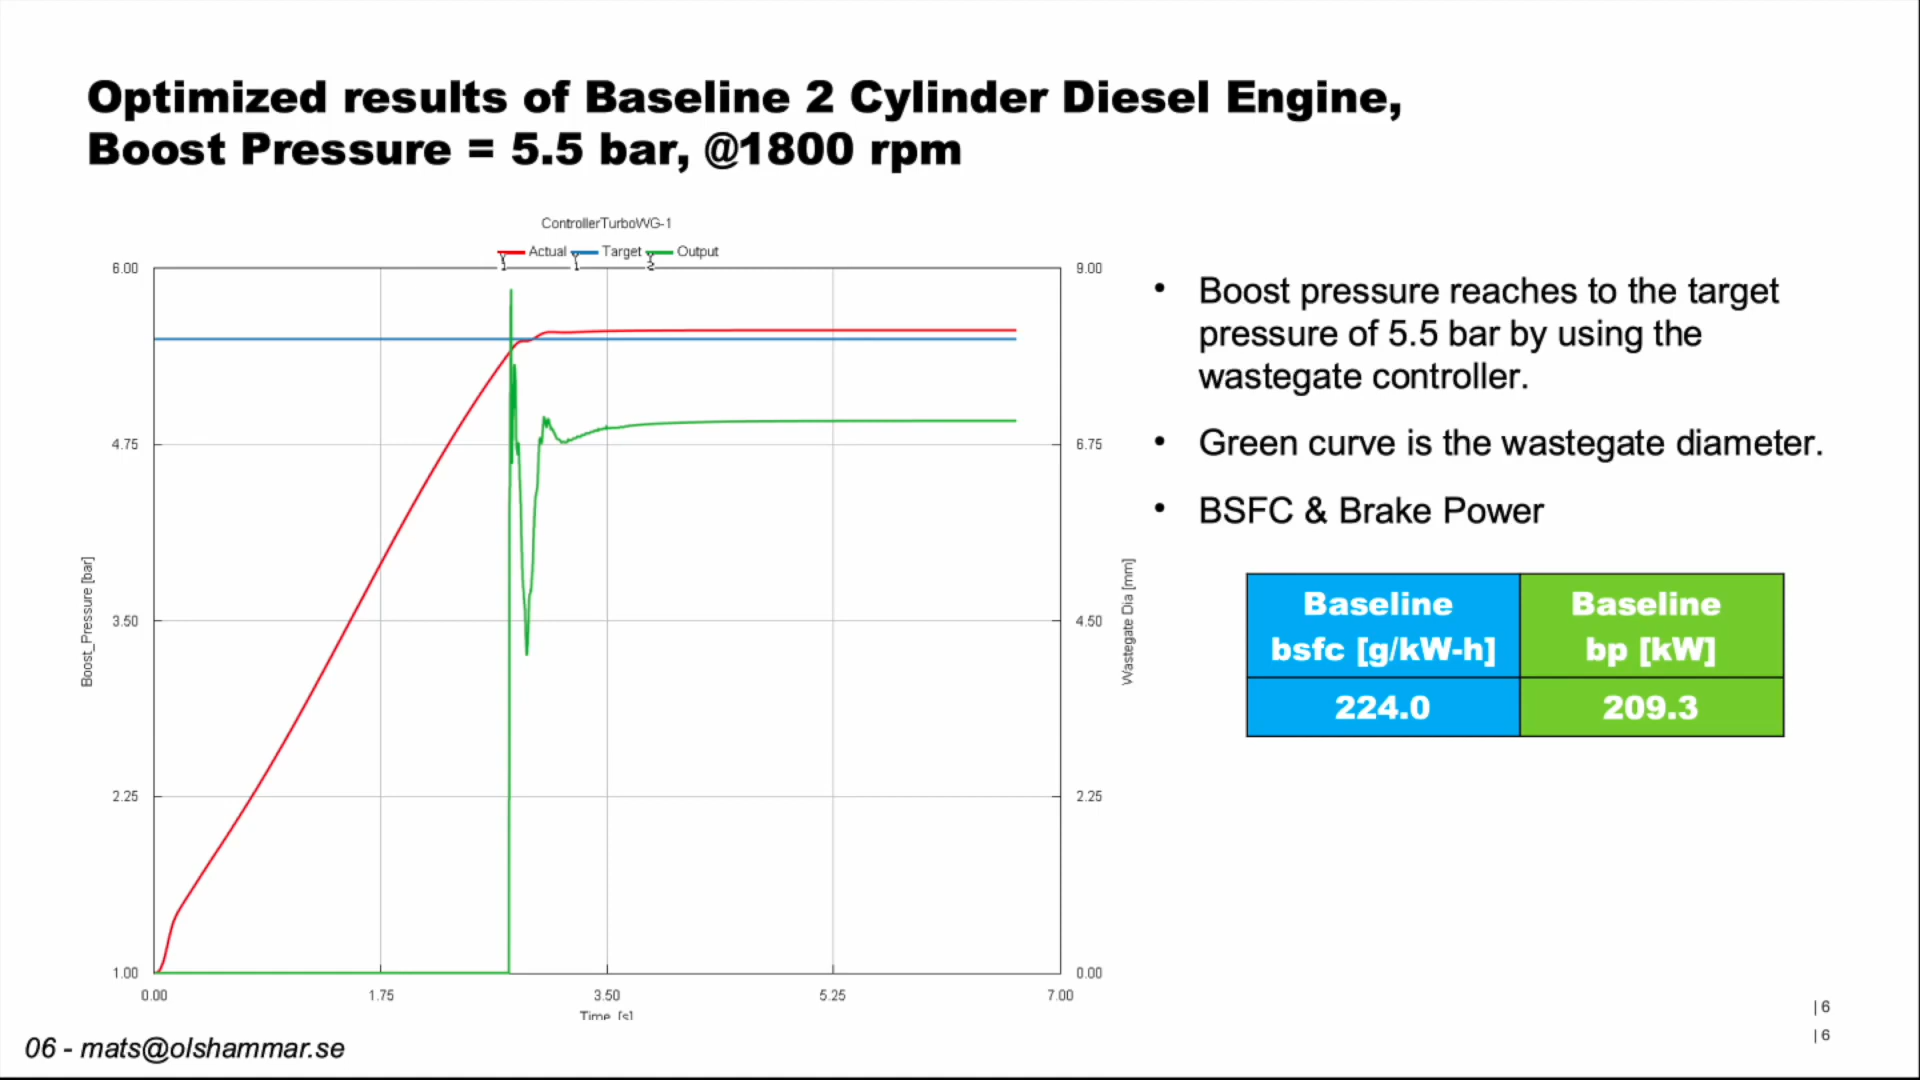 Optimized results of Baseline 2 Cylinder Diesel Engine,
Boost Pressure = 5.5 bar, @1800 rpm
ControllerTurboWG-1
Actual Target Output
1 1 2
6.00
4.75
3.50
2.25
1.00
Boost_Pressure [bar]
9.00
6.75
4.50
2.25
0.00
Wastegate Dia [mm]
0.00 1.75 3.50 5.25 7.00
Time [s]
• Boost pressure reaches to the target
pressure of 5.5 bar by using the
wastegate controller.
• Green curve is the wastegate diameter.
• BSFC & Brake Power
Baseline
bsfc [g/kW-h]
Baseline
bp [kW]
224.0 209.3
| 6
| 6
06 - mats@olshammar.se